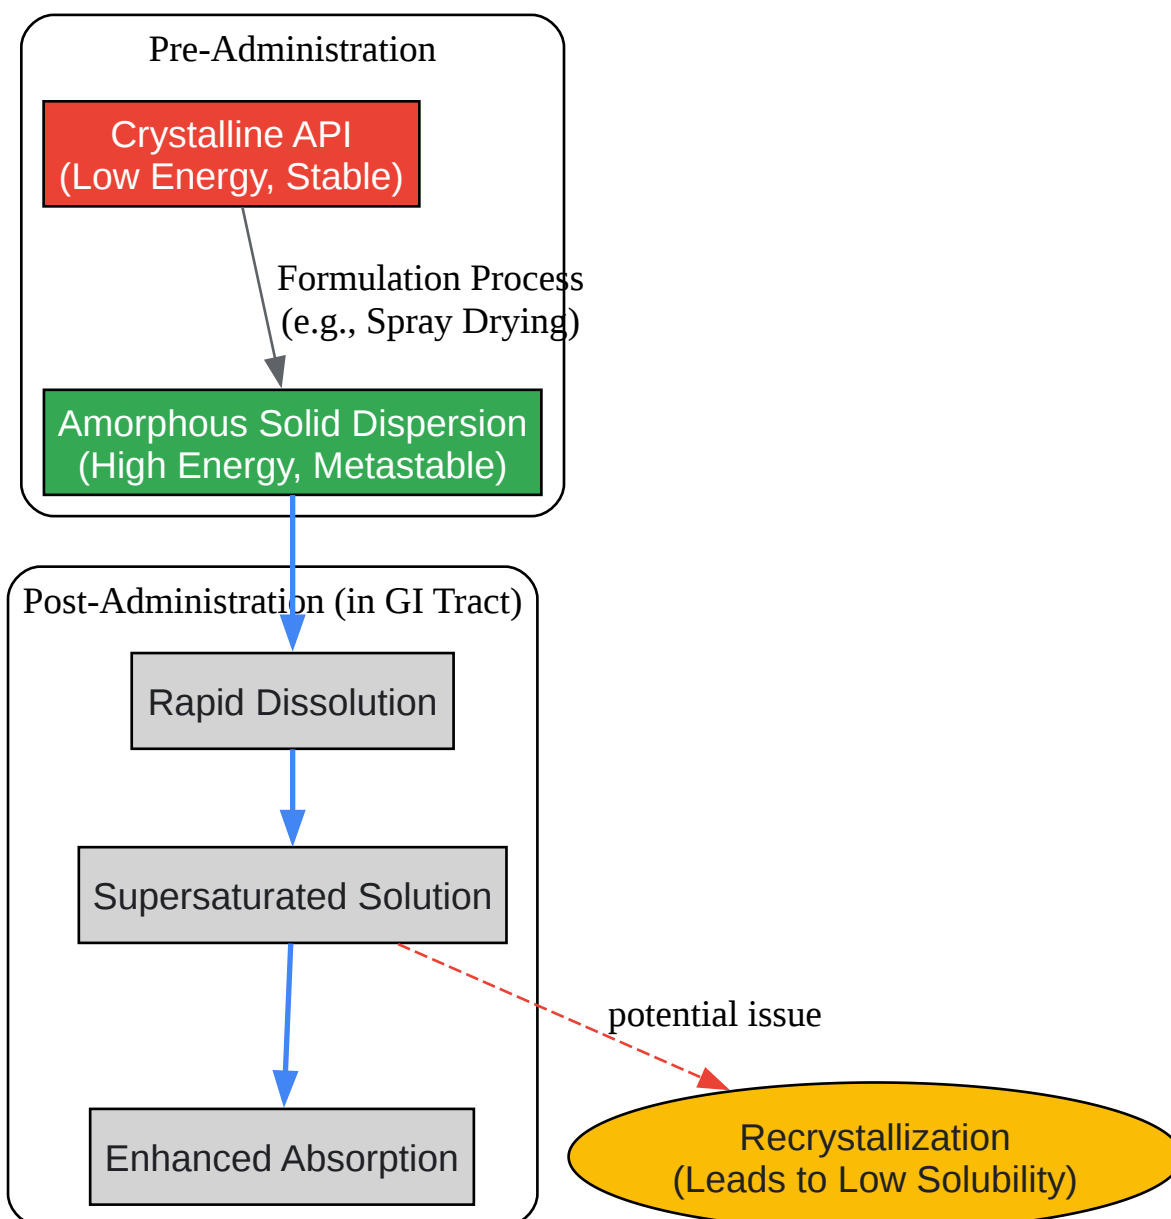 Pre-Administration
Crystalline API
(Low Energy, Stable)
Formulation Process
(e.g., Spray Drying)
Amorphous Solid Dispersion
(High Energy, Metastable)
Post-Administration (in GI Tract)
Rapid Dissolution
Supersaturated Solution
potential issue
Enhanced Absorption
Recrystallization
(Leads to Low Solubility)